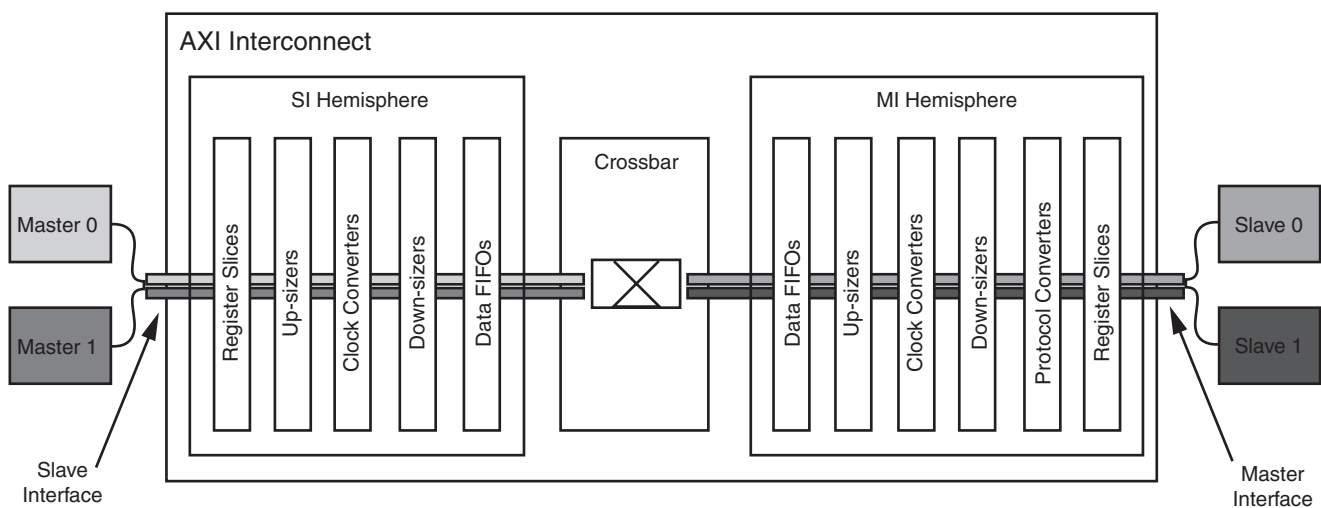 AXI Interconnect
SI Hemisphere
MI Hemisphere
Crossbar
Master 0
Master 1
Register Slices
Up-sizers
Clock Converters
Down-sizers
Data FIFOs
Data FIFOs
Up-sizers
Clock Converters
Down-sizers
Protocol Converters
Register Slices
Slave 0
Slave 1
Slave
Interface
Master
Interface